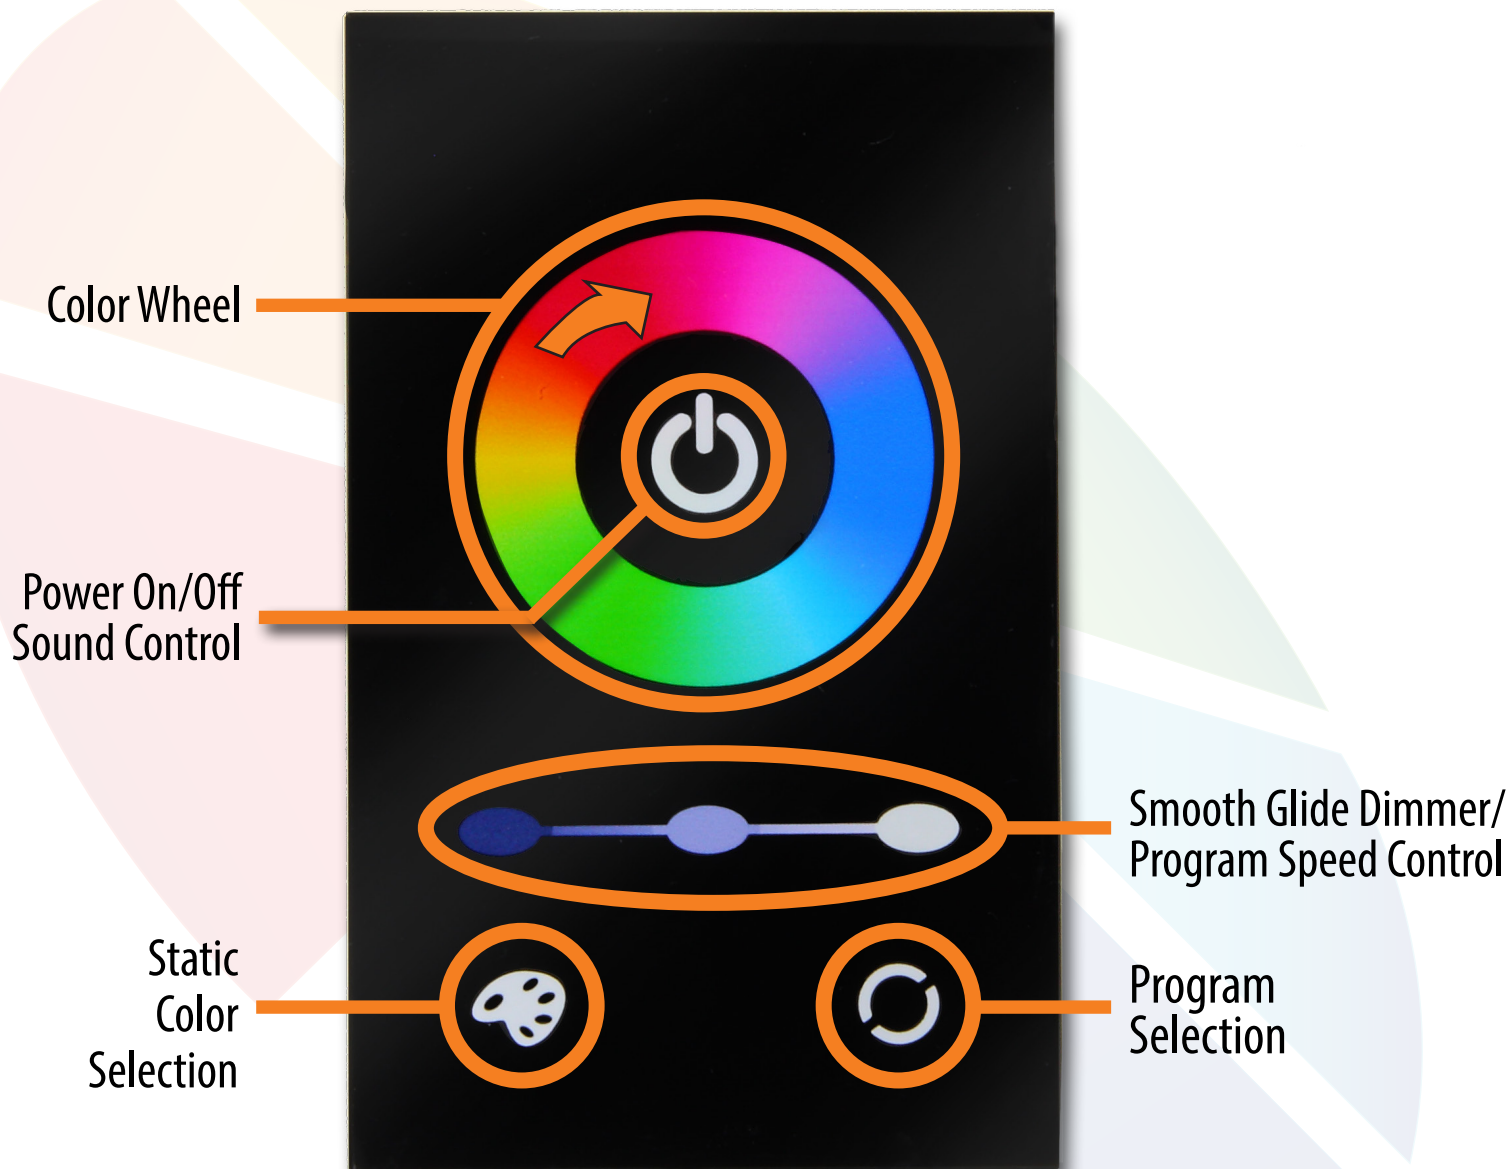 Color Wheel
Power On/Off
Sound Control
Smooth Glide Dimmer/
Program Speed Control
Static
Color
Selection
Program
Selection